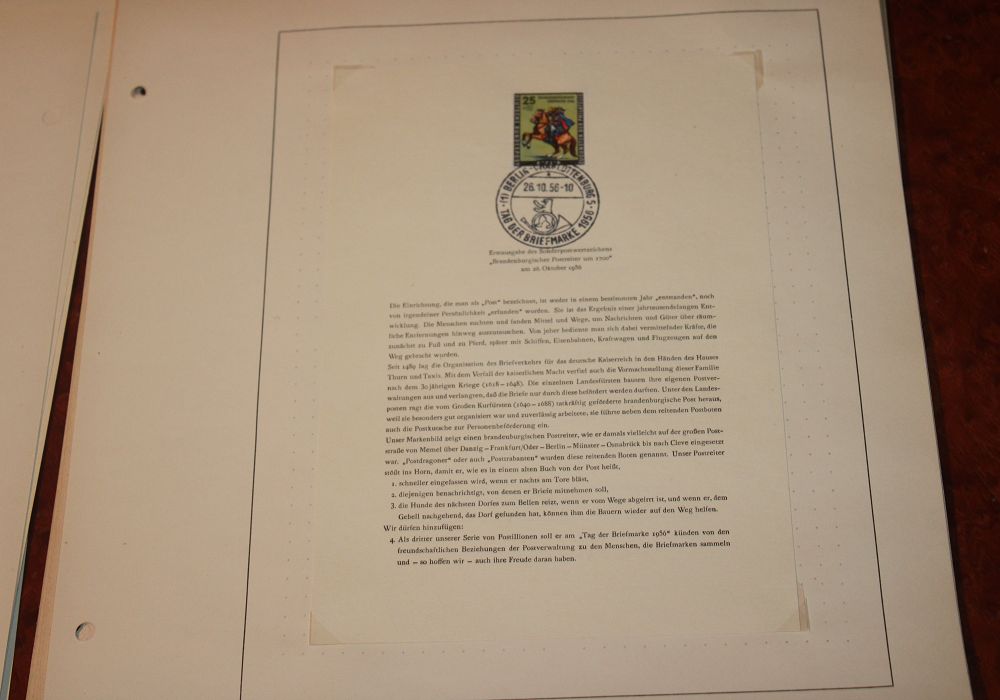 25
(1) BERLIN-CHARLOTTENBURG 5
26.10.56-10
TAG DER BRIEFMARKE 1956
Erstausgabe des Sonderpostwertzeichens
„Brandenburgischer Postreiter um 1700“
am 26. Oktober 1956
Die Einrichtung, die man als „Post“ bezeichnet, ist weder in einem bestimmten Jahr „entstanden“, noch
von irgendeiner Persönlichkeit „erfunden“ worden. Sie ist das Ergebnis einer jahrtausendelangen Ent-
wicklung. Die Menschen suchten und fanden Mittel und Wege, um Nachrichten und Güter über räum-
liche Entfernungen hinweg auszutauschen. Von jeher bediente man sich dabei vermittelnder Kräfte, die
zunächst zu Fuß und zu Pferd, später mit Schiffen, Eisenbahnen, Kraftwagen und Flugzeugen auf den
Weg gebracht wurden.
Seit 1489 lag die Organisation des Briefverkehrs für das deutsche Kaiserreich in den Händen des Hauses
Thurn und Taxis. Mit dem Verfall der kaiserlichen Macht verfiel auch die Vormachtstellung dieser Familie
nach dem 30jährigen Kriege (1618–1648). Die einzelnen Landesfürsten bauten ihre eigenen Postver-
waltungen aus und verlangten, daß die Briefe nur durch diese befördert werden durften. Unter den Landes-
posten ragt die vom Großen Kurfürsten (1640–1688) tatkräftig geförderte brandenburgische Post heraus,
weil sie besonders gut organisiert war und zuverlässig arbeitete, sie führte neben dem reitenden Postboten
auch die Postkutsche zur Personenbeförderung ein.
Unser Markenbild zeigt einen brandenburgischen Postreiter, wie er damals vielleicht auf der großen Post-
straße von Memel über Danzig–Frankfurt/Oder–Berlin–Münster–Osnabrück bis nach Cleve eingesetzt
war. „Postdragoner“ oder auch „Posttrabanten“ wurden diese reitenden Boten genannt. Unser Postreiter
stößt ins Horn, damit er, wie es in einem alten Buch von der Post heißt,
1. schneller eingelassen wird, wenn er nachts am Tore bläst,
2. diejenigen benachrichtigt, von denen er Briefe mitnehmen soll,
3. die Hunde des nächsten Dorfes zum Bellen reizt, wenn er vom Wege abgeirrt ist, und wenn er, dem
Gebell nachgehend, das Dorf gefunden hat, können ihm die Bauern wieder auf den Weg helfen.
Wir dürfen hinzufügen:
4. Als dritter unserer Serie von Postillionen soll er am „Tag der Briefmarke 1956“ künden von den
freundschaftlichen Beziehungen der Postverwaltung zu den Menschen, die Briefmarken sammeln
und – so hoffen wir – auch ihre Freude daran haben.